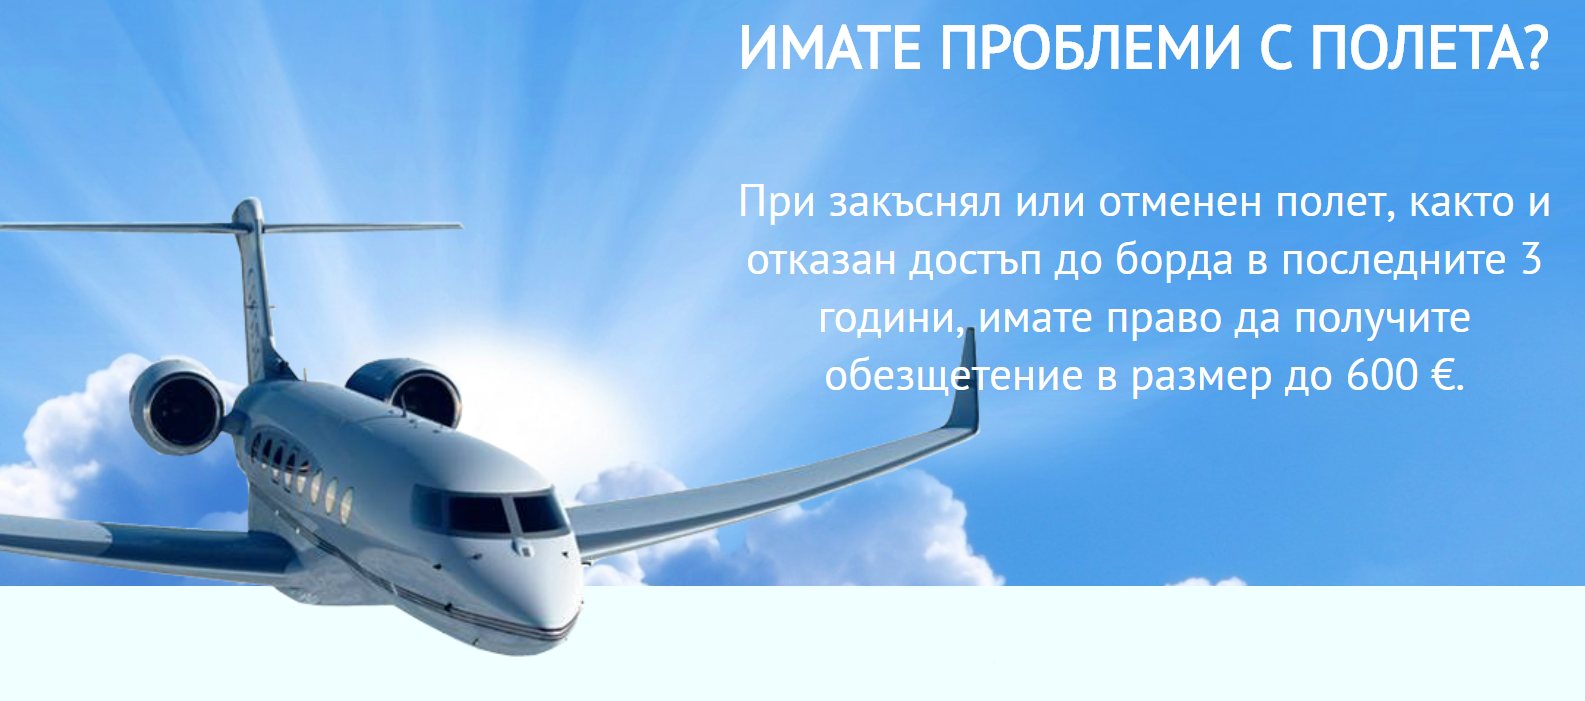 ИМАТЕ ПРОБЛЕМИ С ПОЛЕТА?
При закъснял или отменен полет, както и
отказан достъп до борда в последните 3
години, имате право да получите
обезщетение в размер до 600 €.